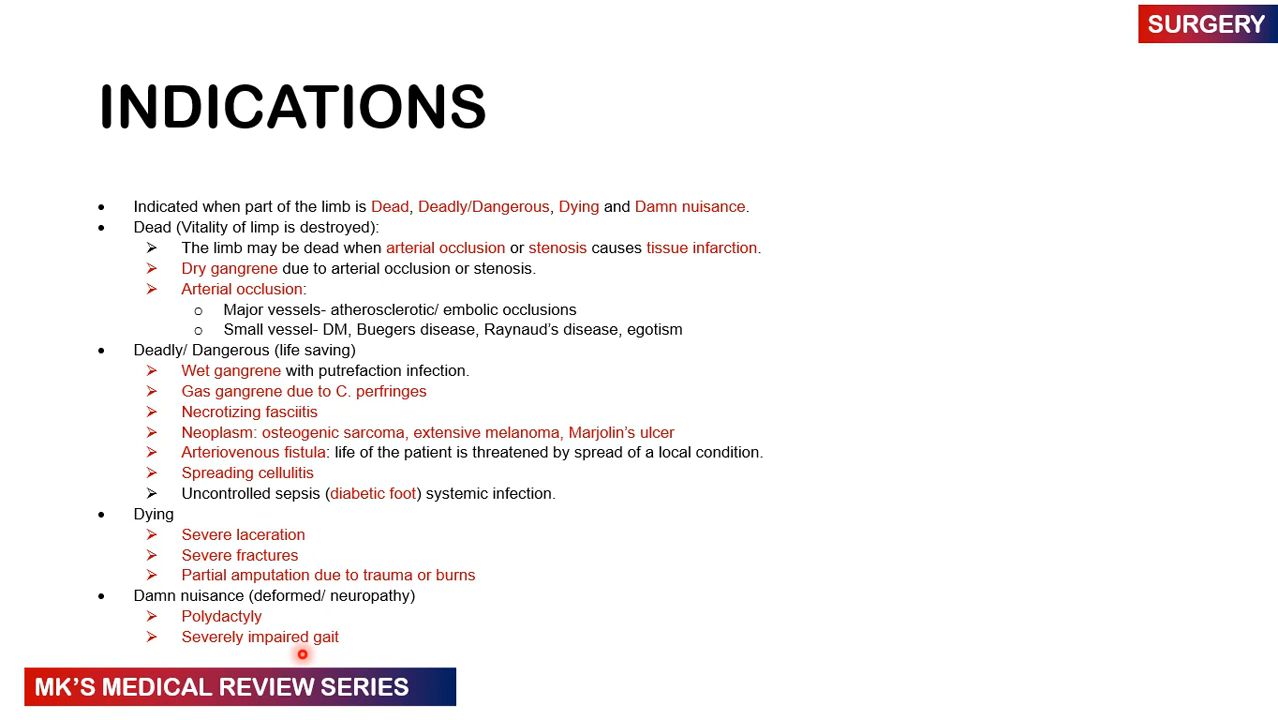 SURGERY
INDICATIONS
• Indicated when part of the limb is Dead, Deadly/Dangerous, Dying and Damn nuisance.
• Dead (Vitality of limp is destroyed):
➢ The limb may be dead when arterial occlusion or stenosis causes tissue infarction.
➢ Dry gangrene due to arterial occlusion or stenosis.
➢ Arterial occlusion:
o Major vessels- atherosclerotic/ embolic occlusions
o Small vessel- DM, Buegers disease, Raynaud's disease, egotism
• Deadly/ Dangerous (life saving)
➢ Wet gangrene with putrefaction infection.
➢ Gas gangrene due to C. perfringes
➢ Necrotizing fasciitis
➢ Neoplasm: osteogenic sarcoma, extensive melanoma, Marjolin's ulcer
➢ Arteriovenous fistula: life of the patient is threatened by spread of a local condition.
➢ Spreading cellulitis
➢ Uncontrolled sepsis (diabetic foot) systemic infection.
• Dying
➢ Severe laceration
➢ Severe fractures
➢ Partial amputation due to trauma or burns
• Damn nuisance (deformed/ neuropathy)
➢ Polydactyly
➢ Severely impaired gait
MK'S MEDICAL REVIEW SERIES